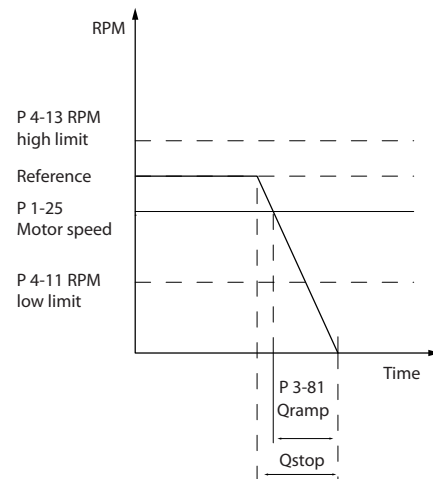 RPM
P 4-13 RPM
high limit
Reference
P 1-25
Motor speed
P 4-11 RPM
low limit
Time
P 3-81
Qramp
Qstop